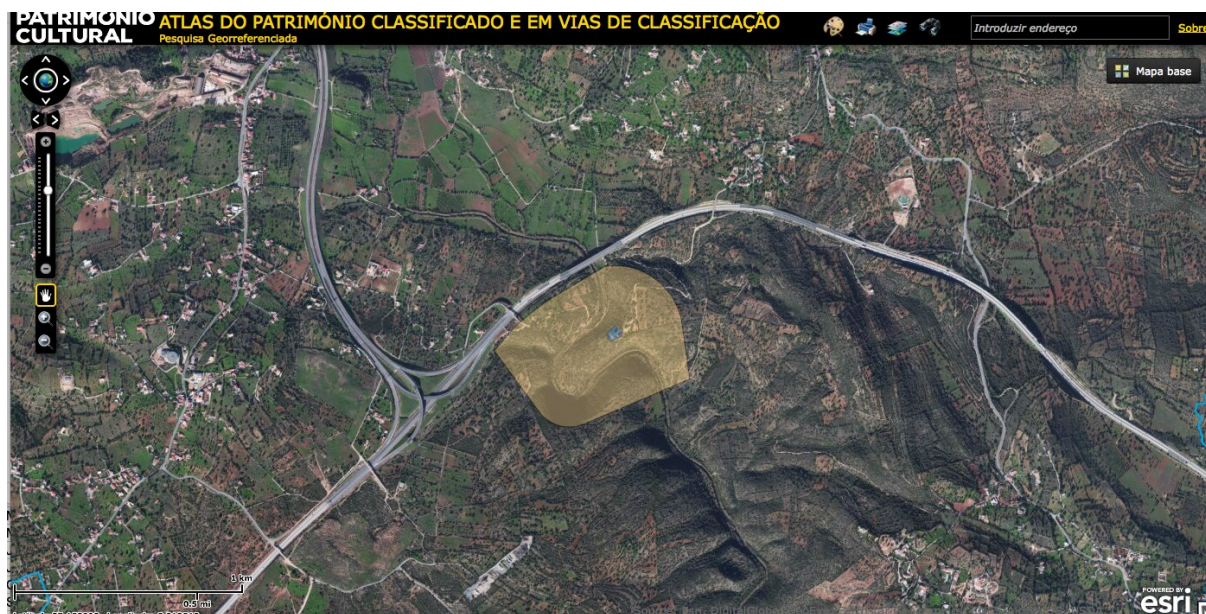 PATRIMÓNIO
CULTURAL
ATLAS DO PATRIMÓNIO CLASSIFICADO E EM VIAS DE CLASSIFICAÇÃO
Pesquisa Georreferenciada
Introduzir endereço
Sobre
Mapa base
1 km
0.5 mi
POWERED BY
esri